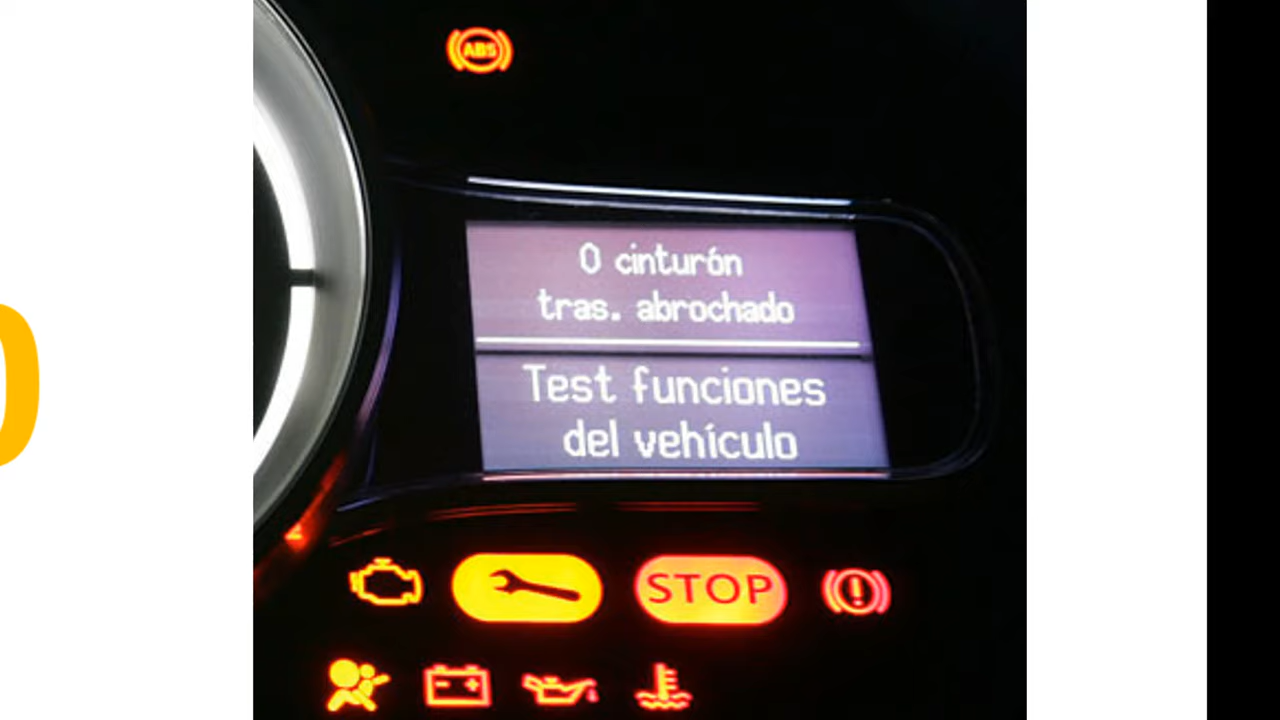 ABS
0 cinturón
tras. abrochado
Test funciones
del vehículo
STOP